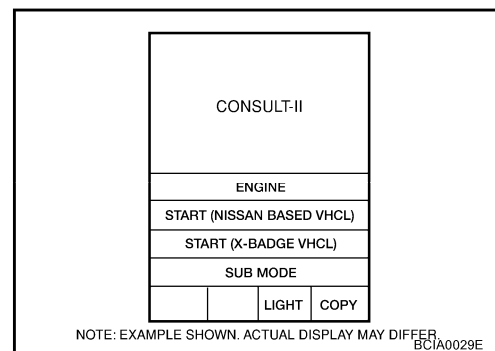 CONSULT-II
ENGINE
START (NISSAN BASED VHCL)
START (X-BADGE VHCL)
SUB MODE
LIGHT COPY
NOTE: EXAMPLE SHOWN. ACTUAL DISPLAY MAY DIFFER.
BCIA0029E